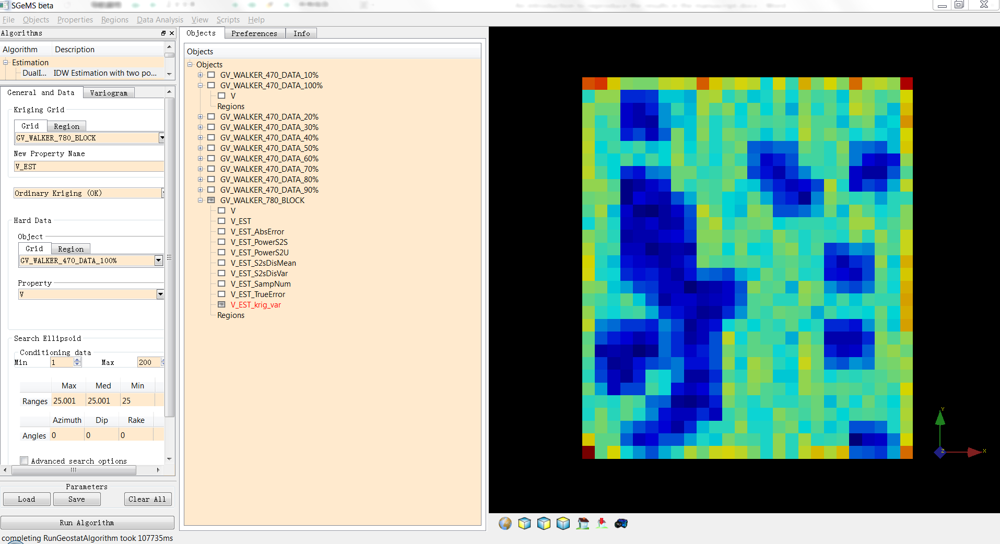 SGeMS beta
File Objects Properties Regions Data Analysis View Scripts Help
Algorithms
Algorithm Description
Estimation
DualI... IDW Estimation with two po...
General and Data Variogram
Kriging Grid
Grid Region
GV_WALKER_780_BLOCK
New Property Name
V_EST
Ordinary Kriging (OK)
Hard Data
Object
Grid Region
GV_WALKER_470_DATA_100%
Property
V
Search Ellipsoid
Conditioning data
Min 1 Max 200
Max Med Min
Ranges 25.001 25.001 25
Azimuth Dip Rake
Angles 0 0 0
Advanced search options
Parameters
Load Save Clear All
Run Algorithm
completing RunGeostatAlgorithm took 107735ms
Objects Preferences Info
Objects
Objects
GV_WALKER_470_DATA_10%
GV_WALKER_470_DATA_100%
V
Regions
GV_WALKER_470_DATA_20%
GV_WALKER_470_DATA_30%
GV_WALKER_470_DATA_40%
GV_WALKER_470_DATA_50%
GV_WALKER_470_DATA_60%
GV_WALKER_470_DATA_70%
GV_WALKER_470_DATA_80%
GV_WALKER_470_DATA_90%
GV_WALKER_780_BLOCK
V
V_EST
V_EST_AbsError
V_EST_PowerS2S
V_EST_PowerS2U
V_EST_S2sDisMean
V_EST_S2sDisVar
V_EST_SampNum
V_EST_TrueError
V_EST_krig_var
Regions
Y
Z
X